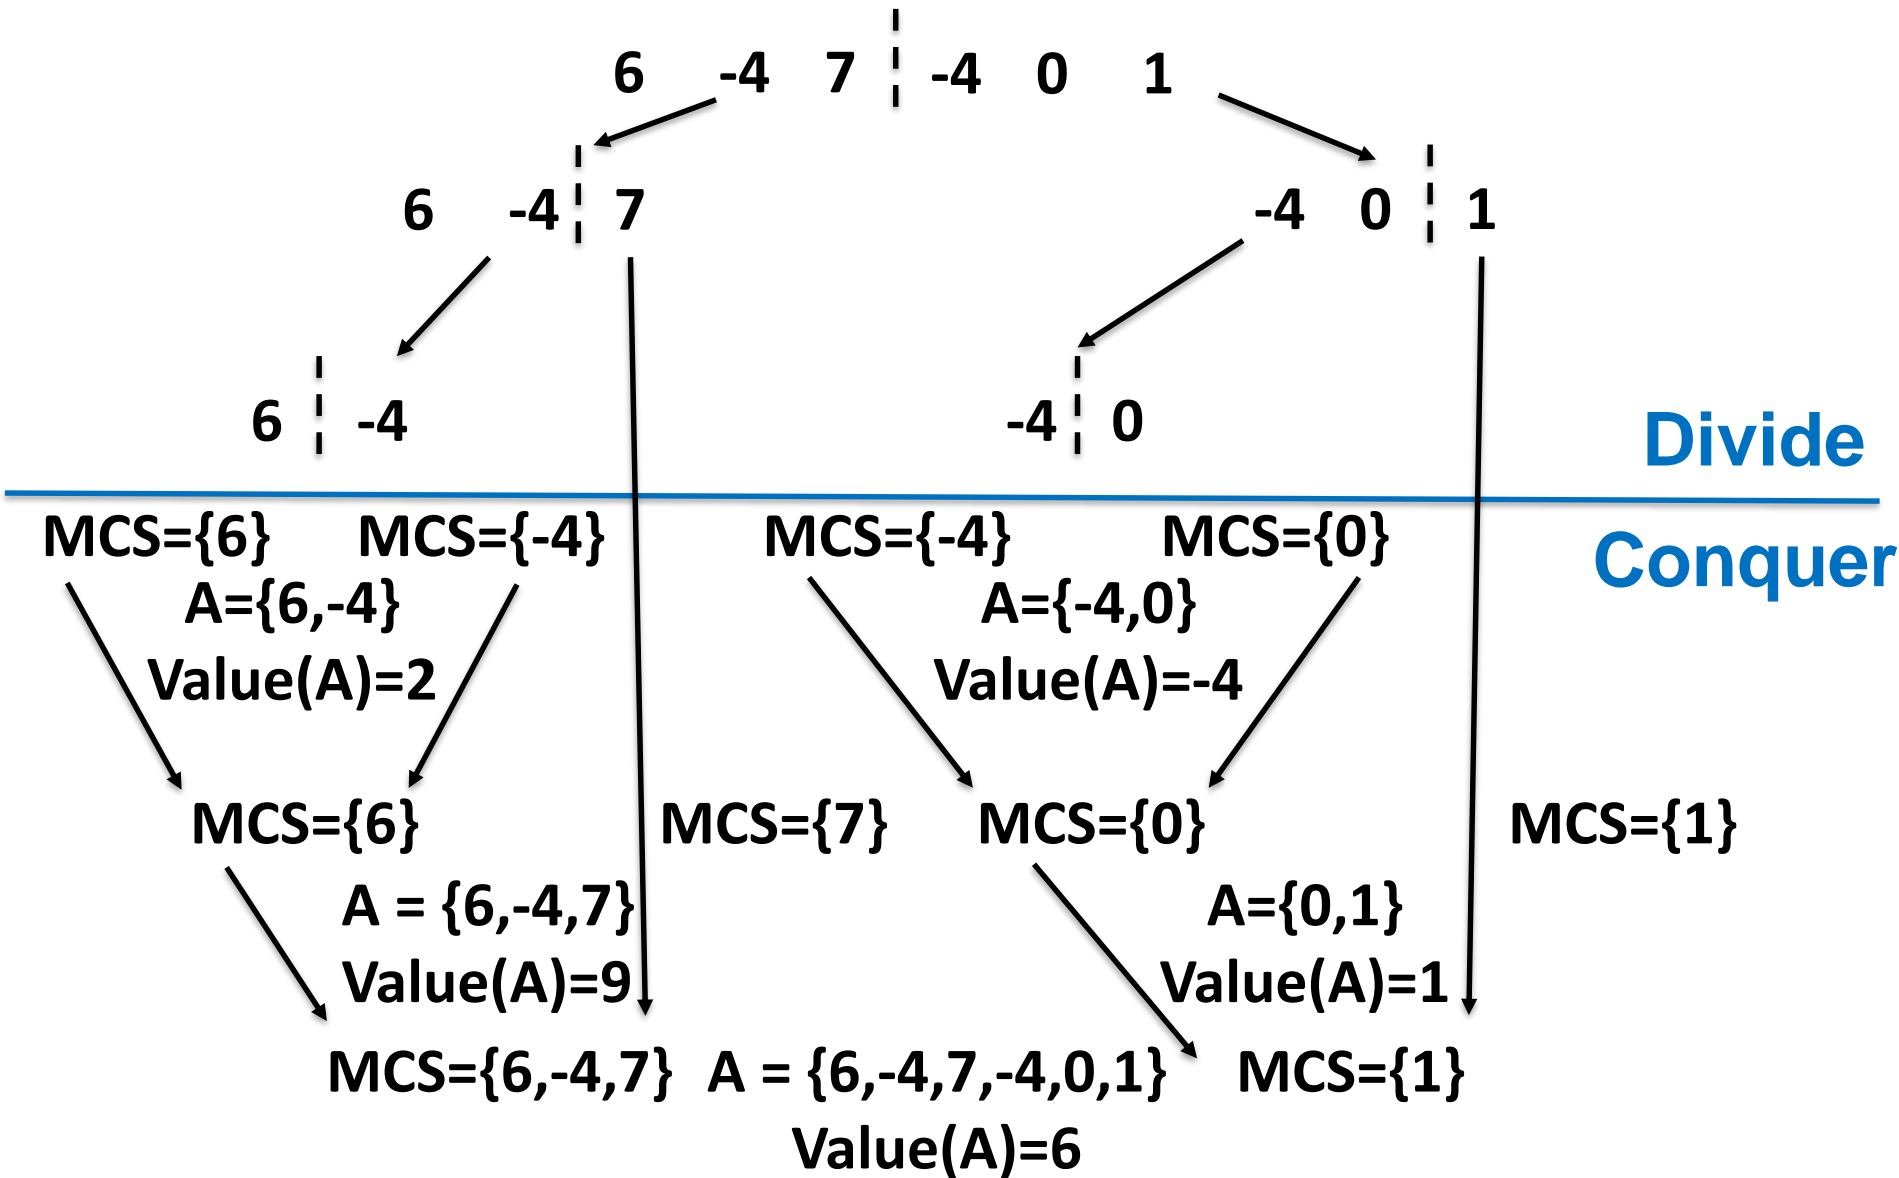 6 -4 7 -4 0 1
6 -4 7 -4 0 1
6 -4 -4 0
Divide
Conquer
MCS={6} MCS={-4} MCS={-4} MCS={0}
A={6,-4} A={-4,0}
Value(A)=2 Value(A)=-4
MCS={6} MCS={7} MCS={0} MCS={1}
A = {6,-4,7} A={0,1}
Value(A)=9 Value(A)=1
MCS={6,-4,7} A = {6,-4,7,-4,0,1} MCS={1}
Value(A)=6